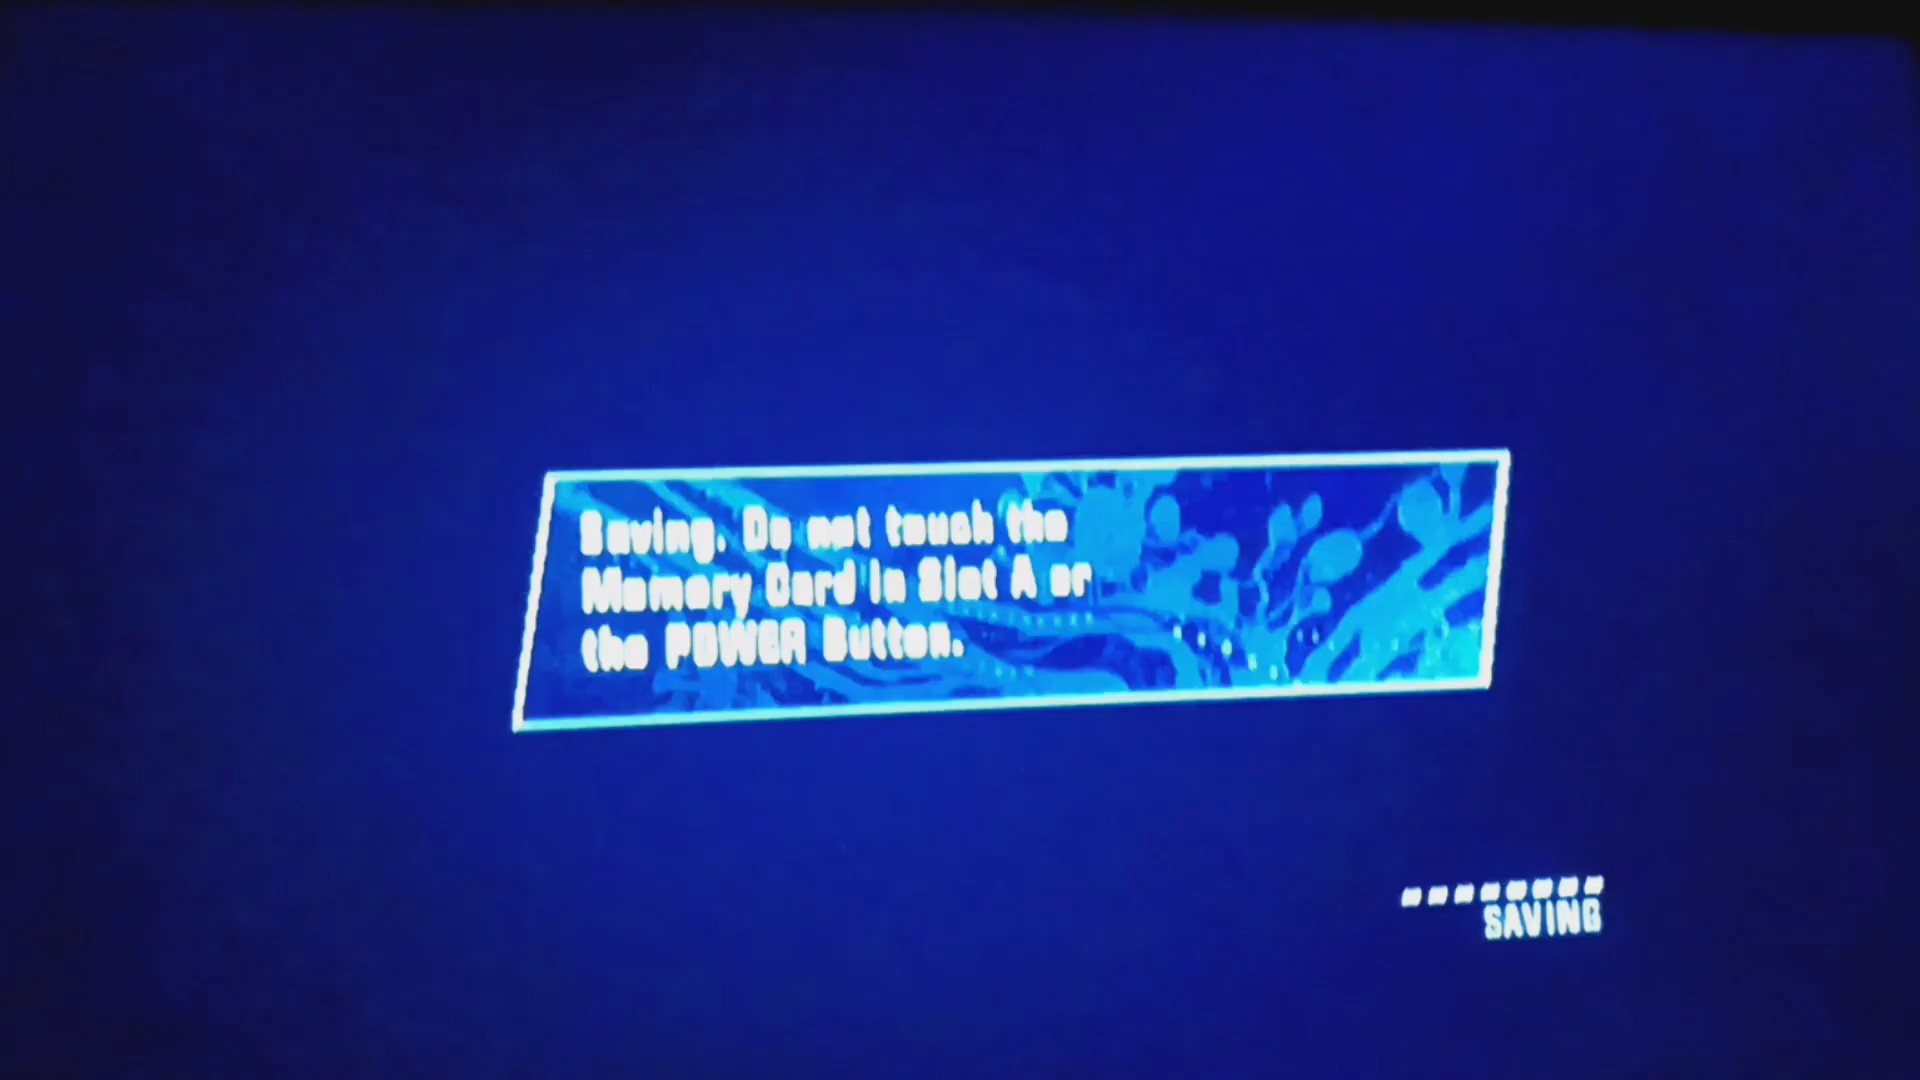 Saving. Do not touch the
Memory Card in Slot A or
the POWER Button.
SAVING